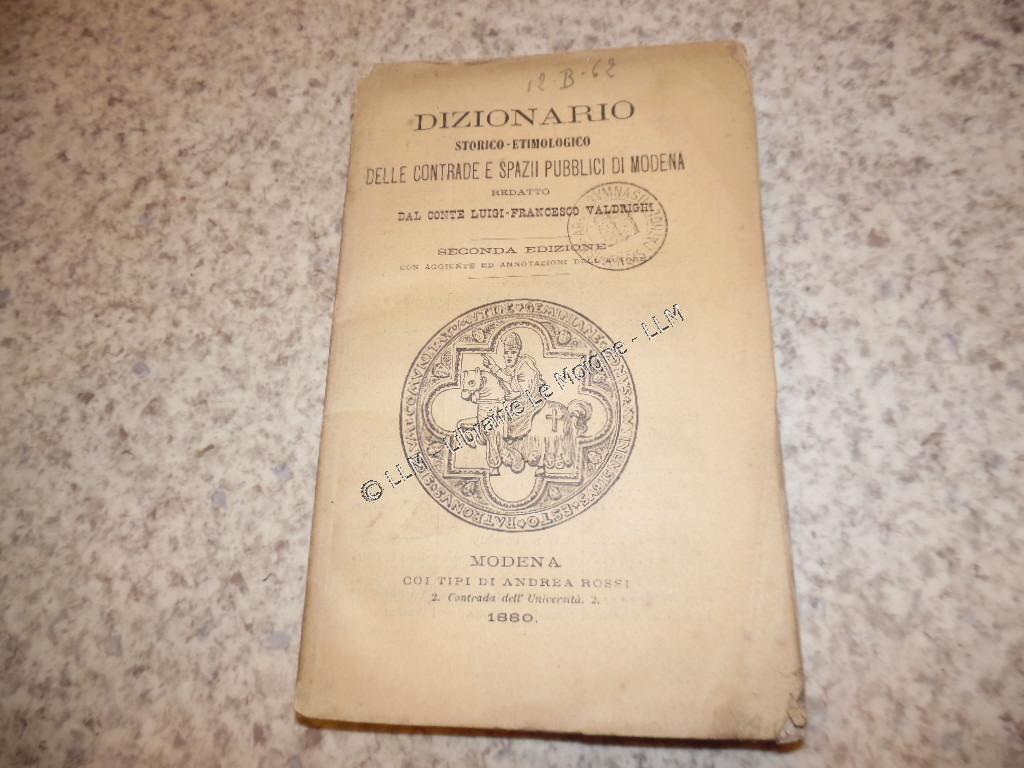 12-B-62
DIZIONARIO
STORICO-ETIMOLOGICO
DELLE CONTRADE E SPAZII PUBBLICI DI MODENA
REDATTO
DAL CONTE LUIGI-FRANCESCO VALDRIGHI
SECONDA EDIZIONE
CON AGGIUNTE ED ANNOTAZIONI DELL'AUTORE
© LLM - Librairie Le Moigne - LLM
MODENA
COI TIPI DI ANDREA ROSSI
2. Contrada dell' Università. 2.
1880.